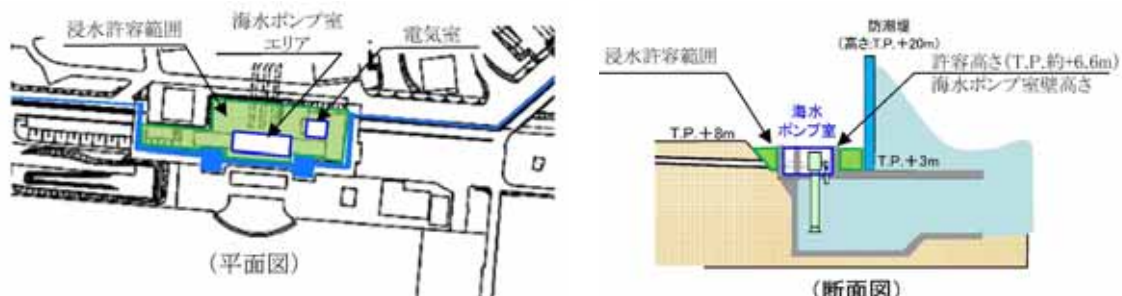 浸水許容範囲
海水ポンプ室
エリア
電気室
(平面図)
防潮堤
(高さ:T.P.+20m)
浸水許容範囲
許容高さ(T.P.約+6.6m)
海水ポンプ室壁高さ
海水
ポンプ室
T.P.+8m
T.P.+3m
(断面図)